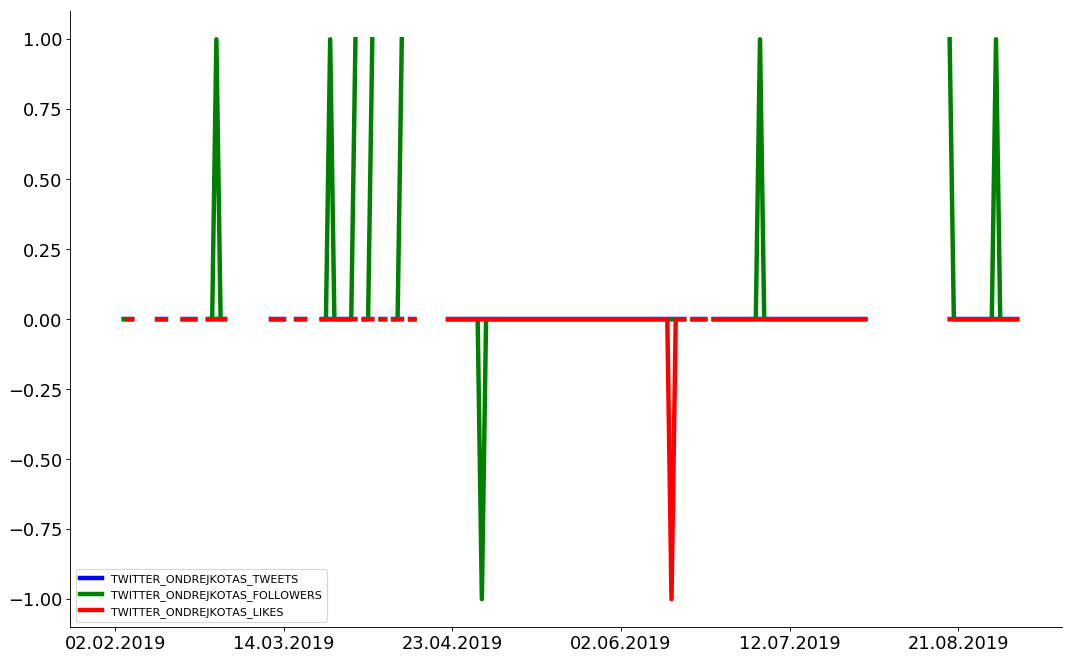 1.00
0.75
0.50
0.25
0.00
−0.25
−0.50
−0.75
−1.00
TWITTER_ONDREJKOTAS_TWEETS
TWITTER_ONDREJKOTAS_FOLLOWERS
TWITTER_ONDREJKOTAS_LIKES
02.02.2019 14.03.2019 23.04.2019 02.06.2019 12.07.2019 21.08.2019